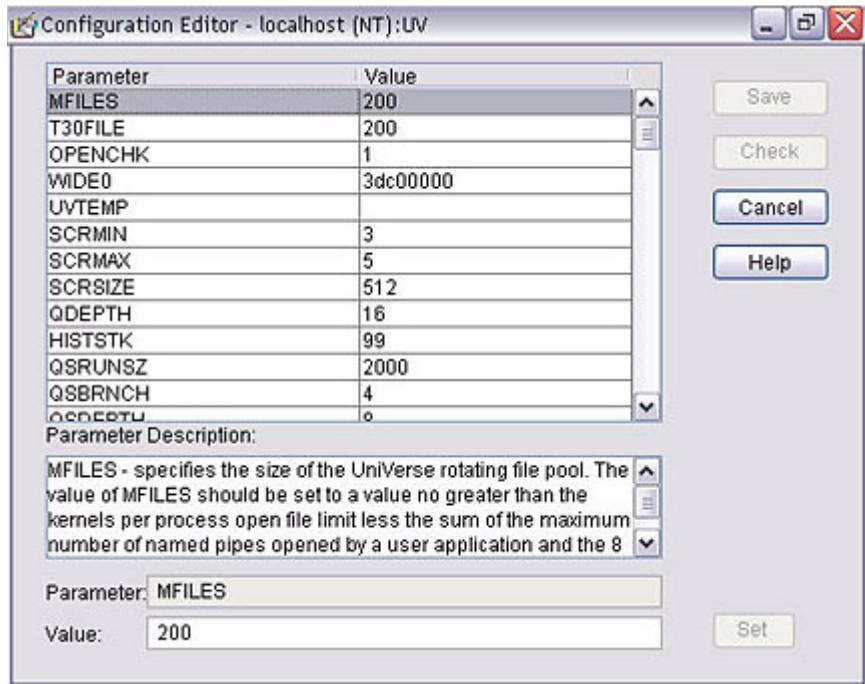 Configuration Editor - localhost (NT):UV
Parameter Value
MFILES 200
T30FILE 200
OPENCHK 1
WIDE0 3dc00000
UVTEMP
SCRMIN 3
SCRMAX 5
SCRSIZE 512
QDEPTH 16
HISTSTK 99
QSRUNSZ 2000
QSBRNCH 4
QSDEPTH 8
Save
Check
Cancel
Help
Parameter Description:
MFILES - specifies the size of the UniVerse rotating file pool. The
value of MFILES should be set to a value no greater than the
kernels per process open file limit less the sum of the maximum
number of named pipes opened by a user application and the 8
Parameter: MFILES
Value: 200
Set